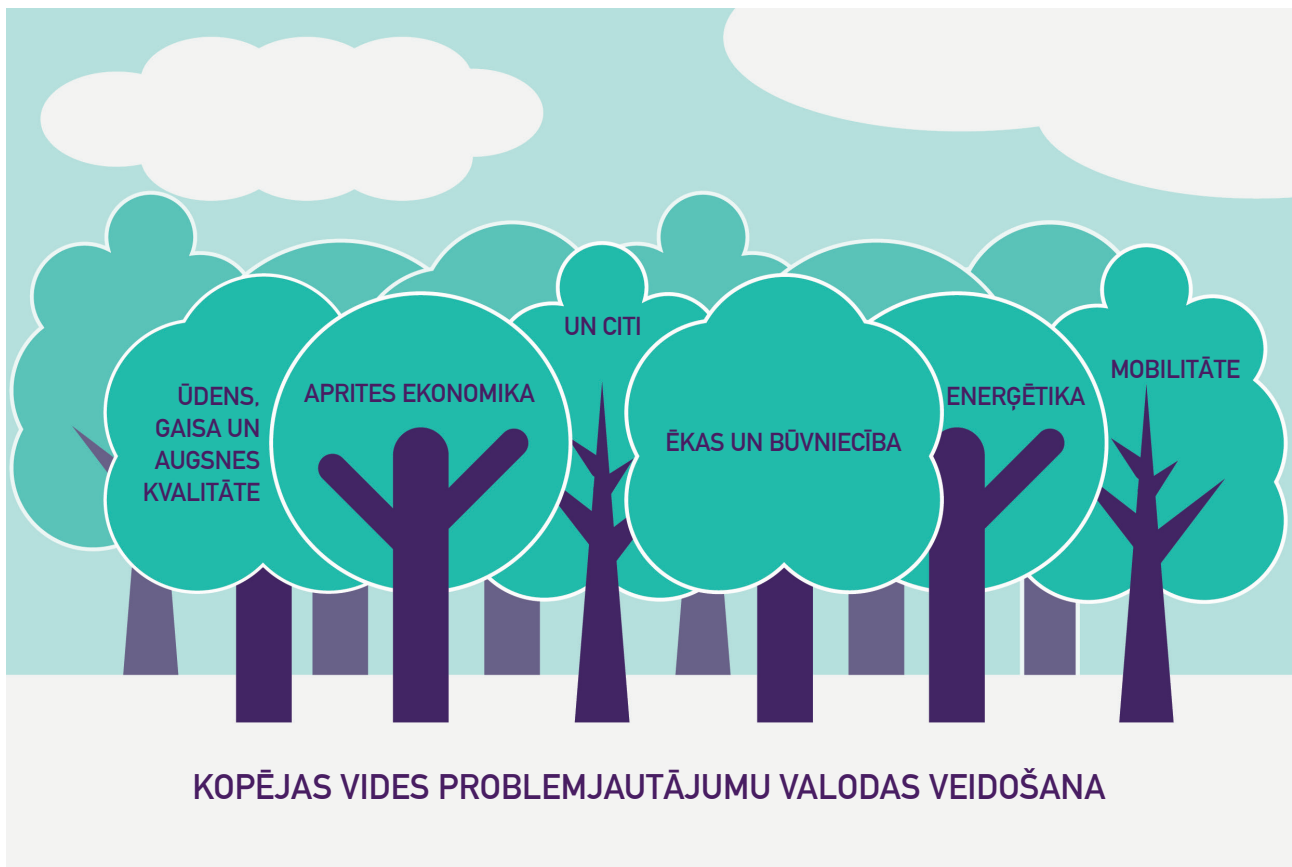 ŪDENS,
GAISA UN
AUGSNES
KVALITĀTE
APRITES EKONOMIKA
UN CITI
ĒKAS UN BŪVNIECĪBA
ENERĢĒTIKA
MOBILITĀTE
KOPĒJAS VIDES PROBLEMJAUTĀJUMU VALODAS VEIDOŠANA